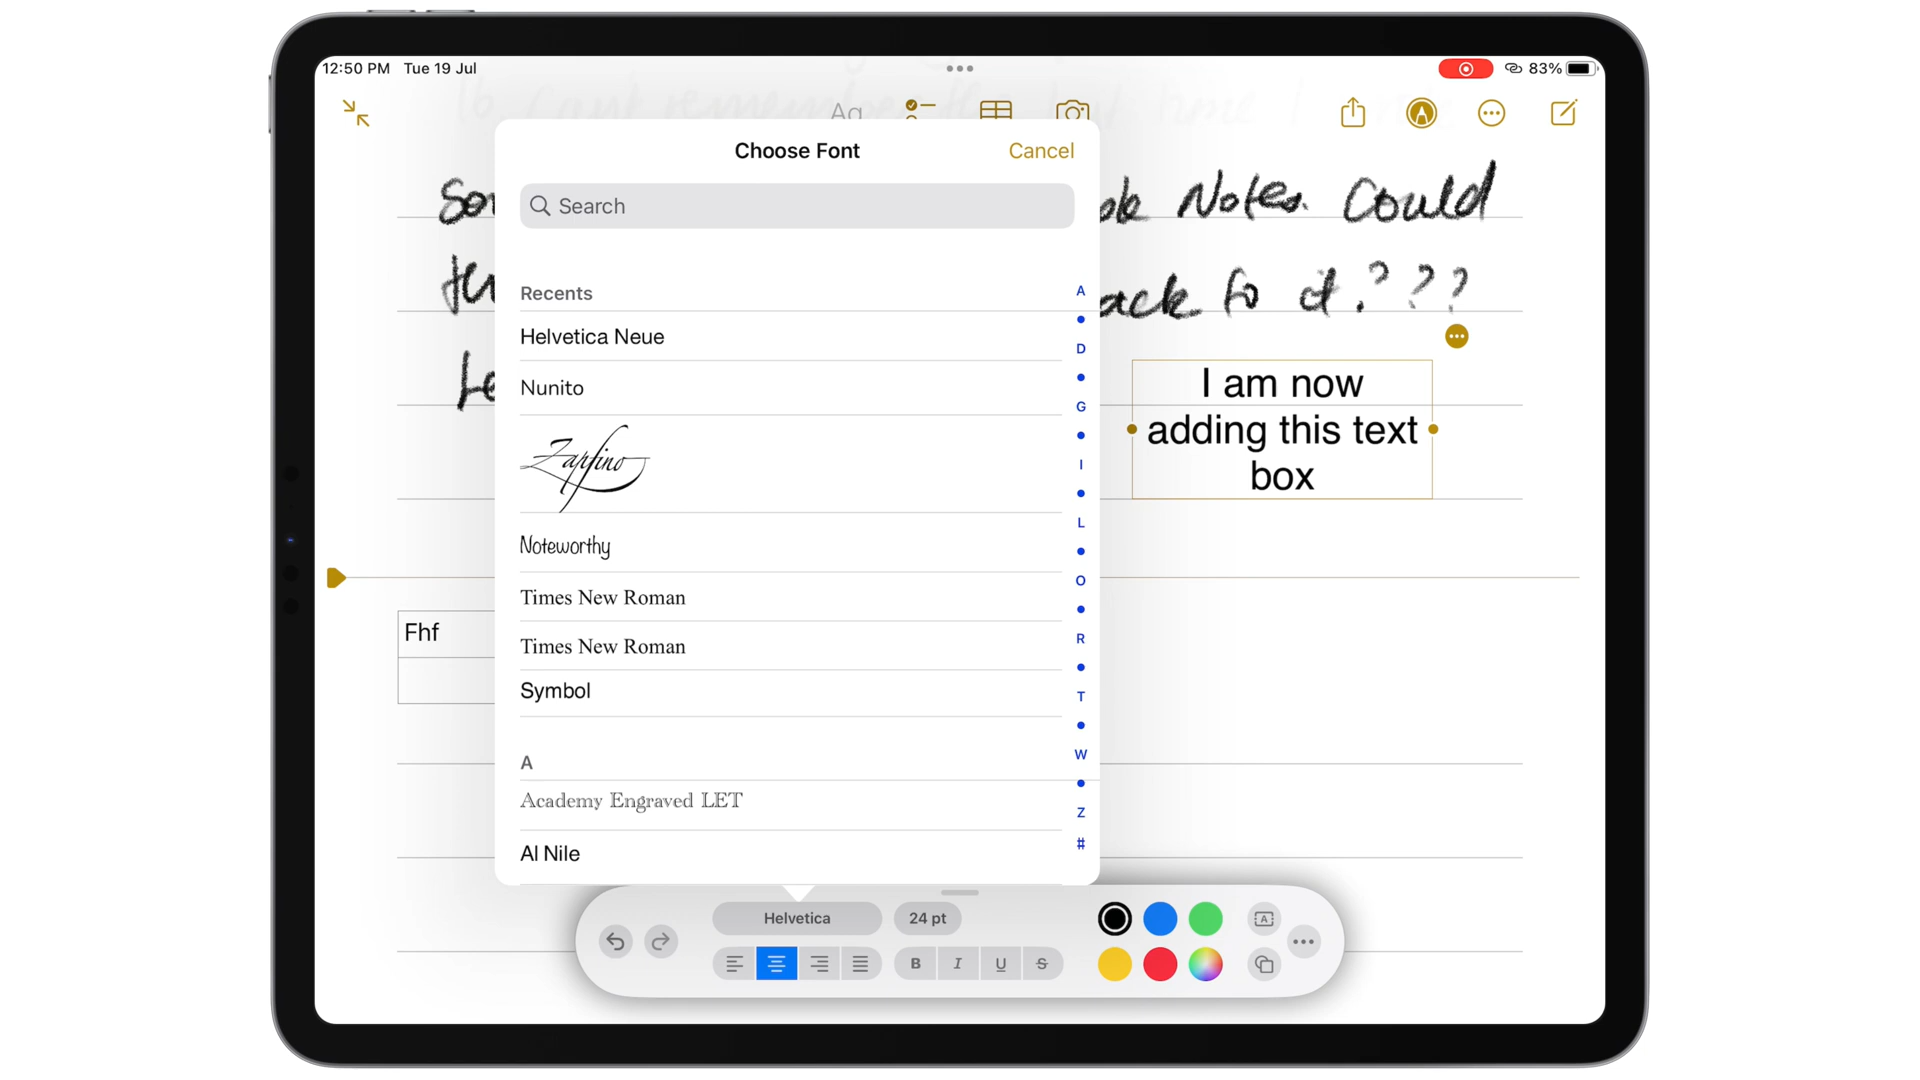 12:50 PM Tue 19 Jul
83%
Aa
Choose Font
Cancel
Search
Notes. Could
ack to it.???
I am now
adding this text
box
Recents
Helvetica Neue
Nunito
Zapfino
Noteworthy
Times New Roman
Times New Roman
Symbol
A
Academy Engraved LET
Al Nile
A
D
G
I
L
O
R
T
W
Z
#
Fhf
Helvetica
24 pt
B I U S
A